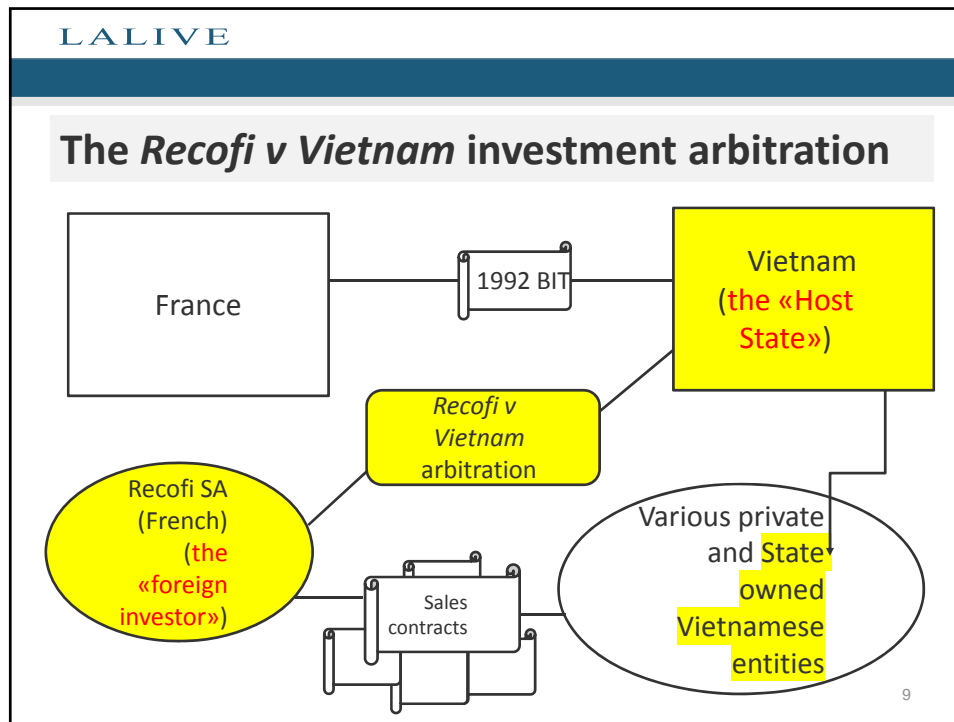 LALIVE
The Recofi v Vietnam investment arbitration
France
1992 BIT
Vietnam
(the «Host
State»)
Recofi v
Vietnam
arbitration
Recofi SA
(French)
(the
«foreign
investor»)
Sales
contracts
Various private
and State
owned
Vietnamese
entities
9